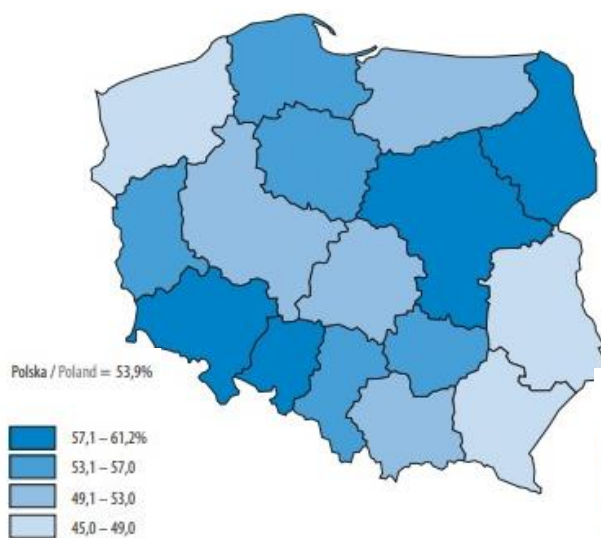 Polska / Poland = 53,9%
57,1 – 61,2%
53,1 – 57,0
49,1 – 53,0
45,0 – 49,0